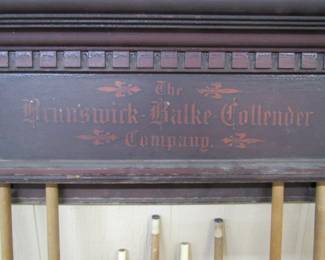 The
Brunswick-Balke-Collender
Company.